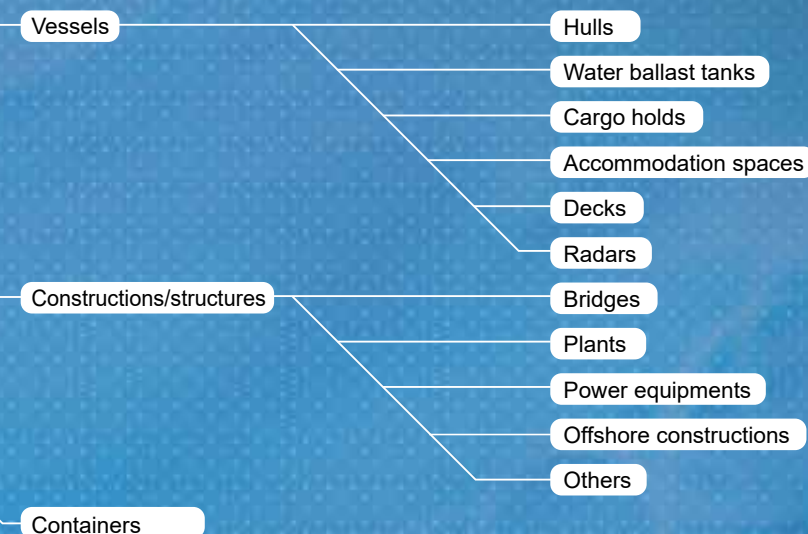 Vessels
Hulls
Water ballast tanks
Cargo holds
Accommodation spaces
Decks
Radars
Constructions/structures
Bridges
Plants
Power equipments
Offshore constructions
Others
Containers